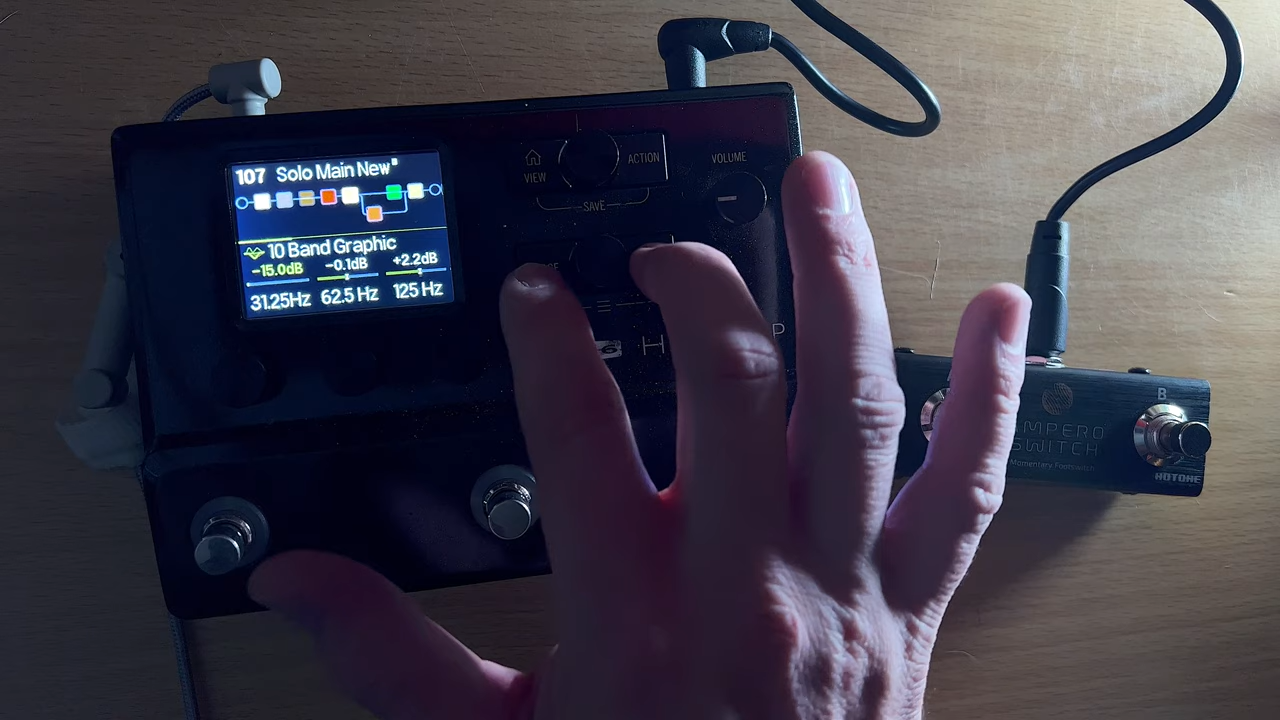 107 Solo Main New*
10 Band Graphic
-15.0dB -0.1dB +2.2dB
31.25Hz 62.5 Hz 125 Hz
VIEW
ACTION
SAVE
VOLUME
H
P
B
MPERO
SWITCH
Momentary Footswitch
HOTONE